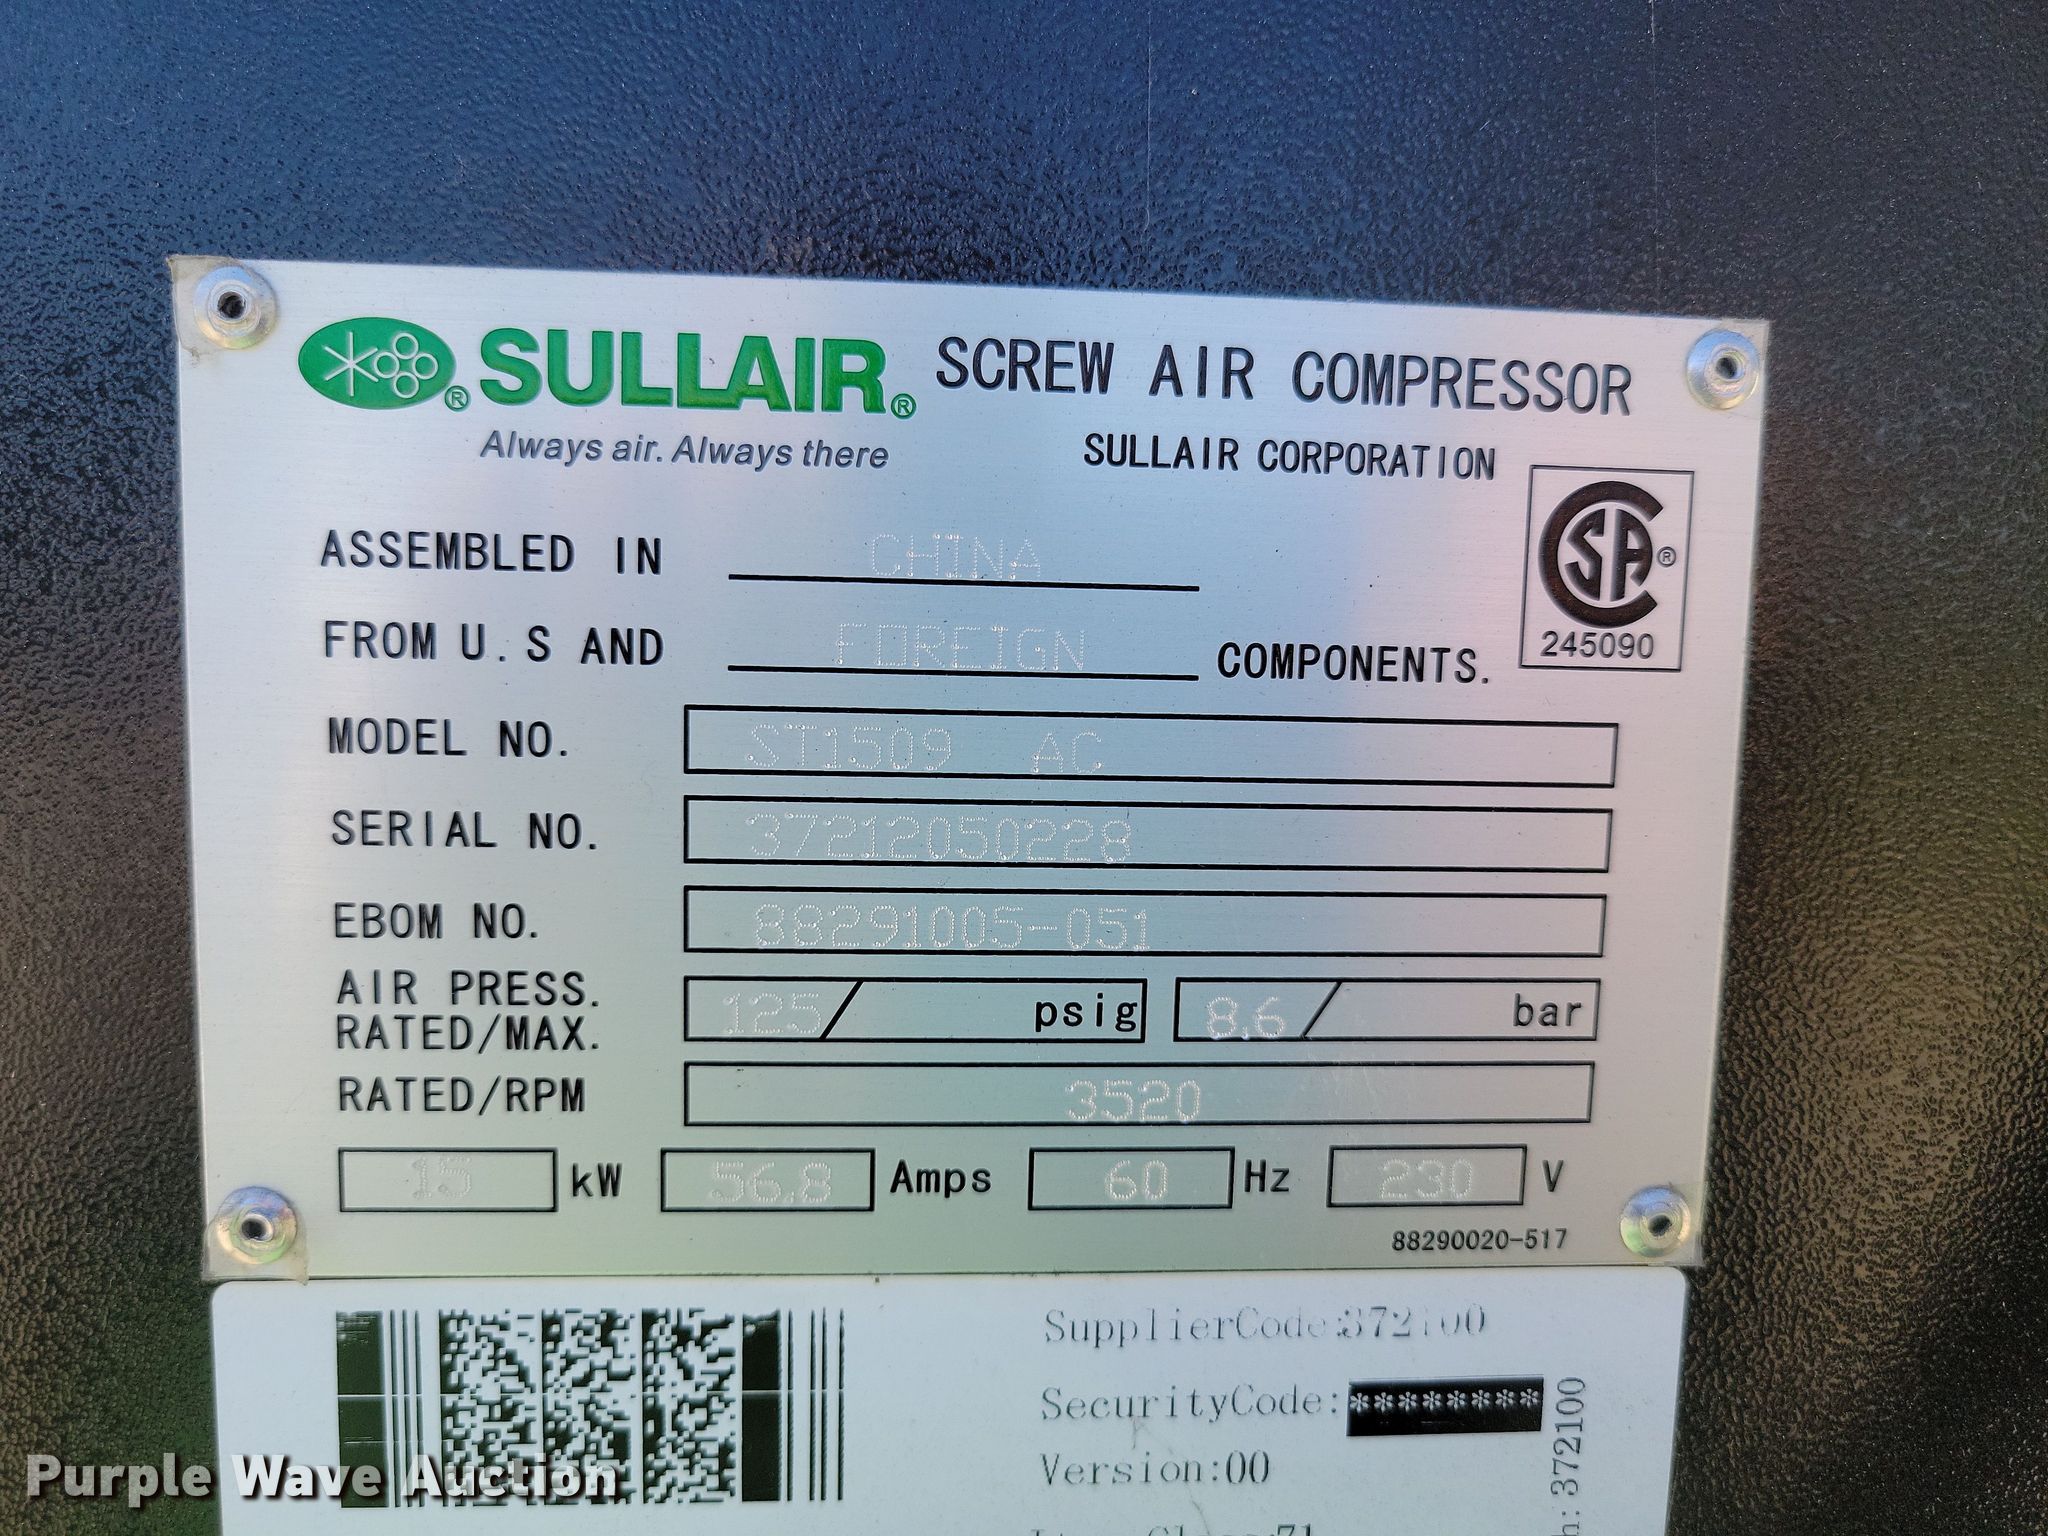 SULLAIR® SCREW AIR COMPRESSOR
Always air. Always there
SULLAIR CORPORATION
CSA ®
245090
ASSEMBLED IN CHINA
FROM U.S AND FOREIGN COMPONENTS.
MODEL NO. ST1509 AC
SERIAL NO. 37212050228
EBOM NO. 88291005-051
AIR PRESS. RATED/MAX. 125/ psig 8.6/ bar
RATED/RPM 3520
15 kW 56.8 Amps 60 Hz 230 V
88290020-517
SupplierCode:372100
SecurityCode:********
Version:00
372100
Purple Wave Auction